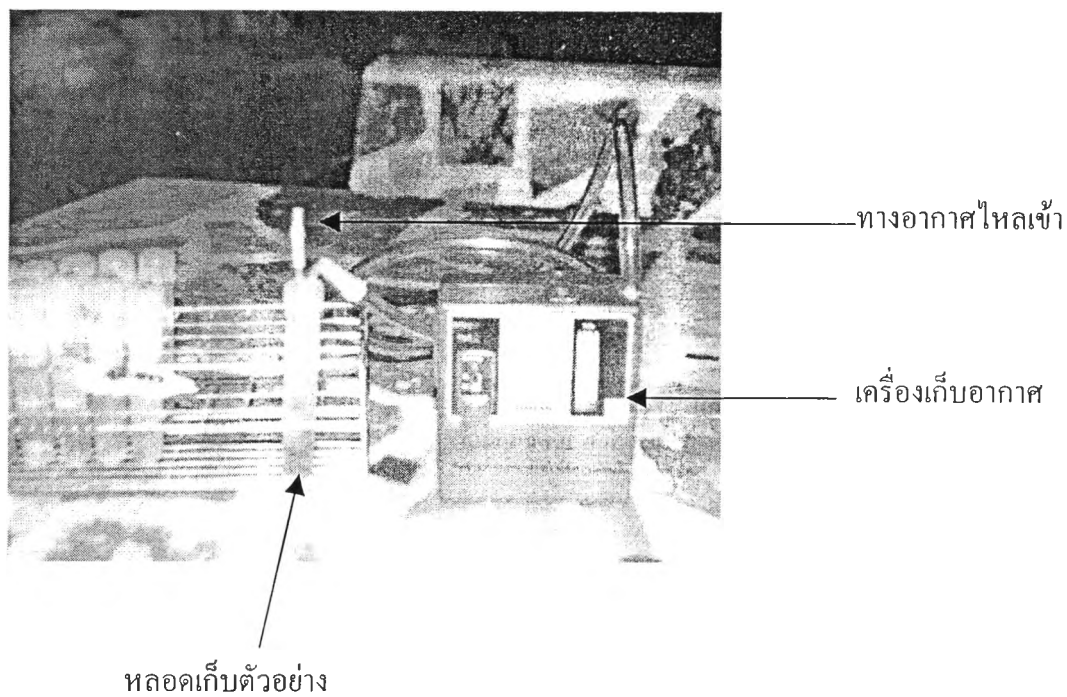 ทางอากาศไหลเข้า
เครื่องเก็บอากาศ
หลอดเก็บตัวอย่าง